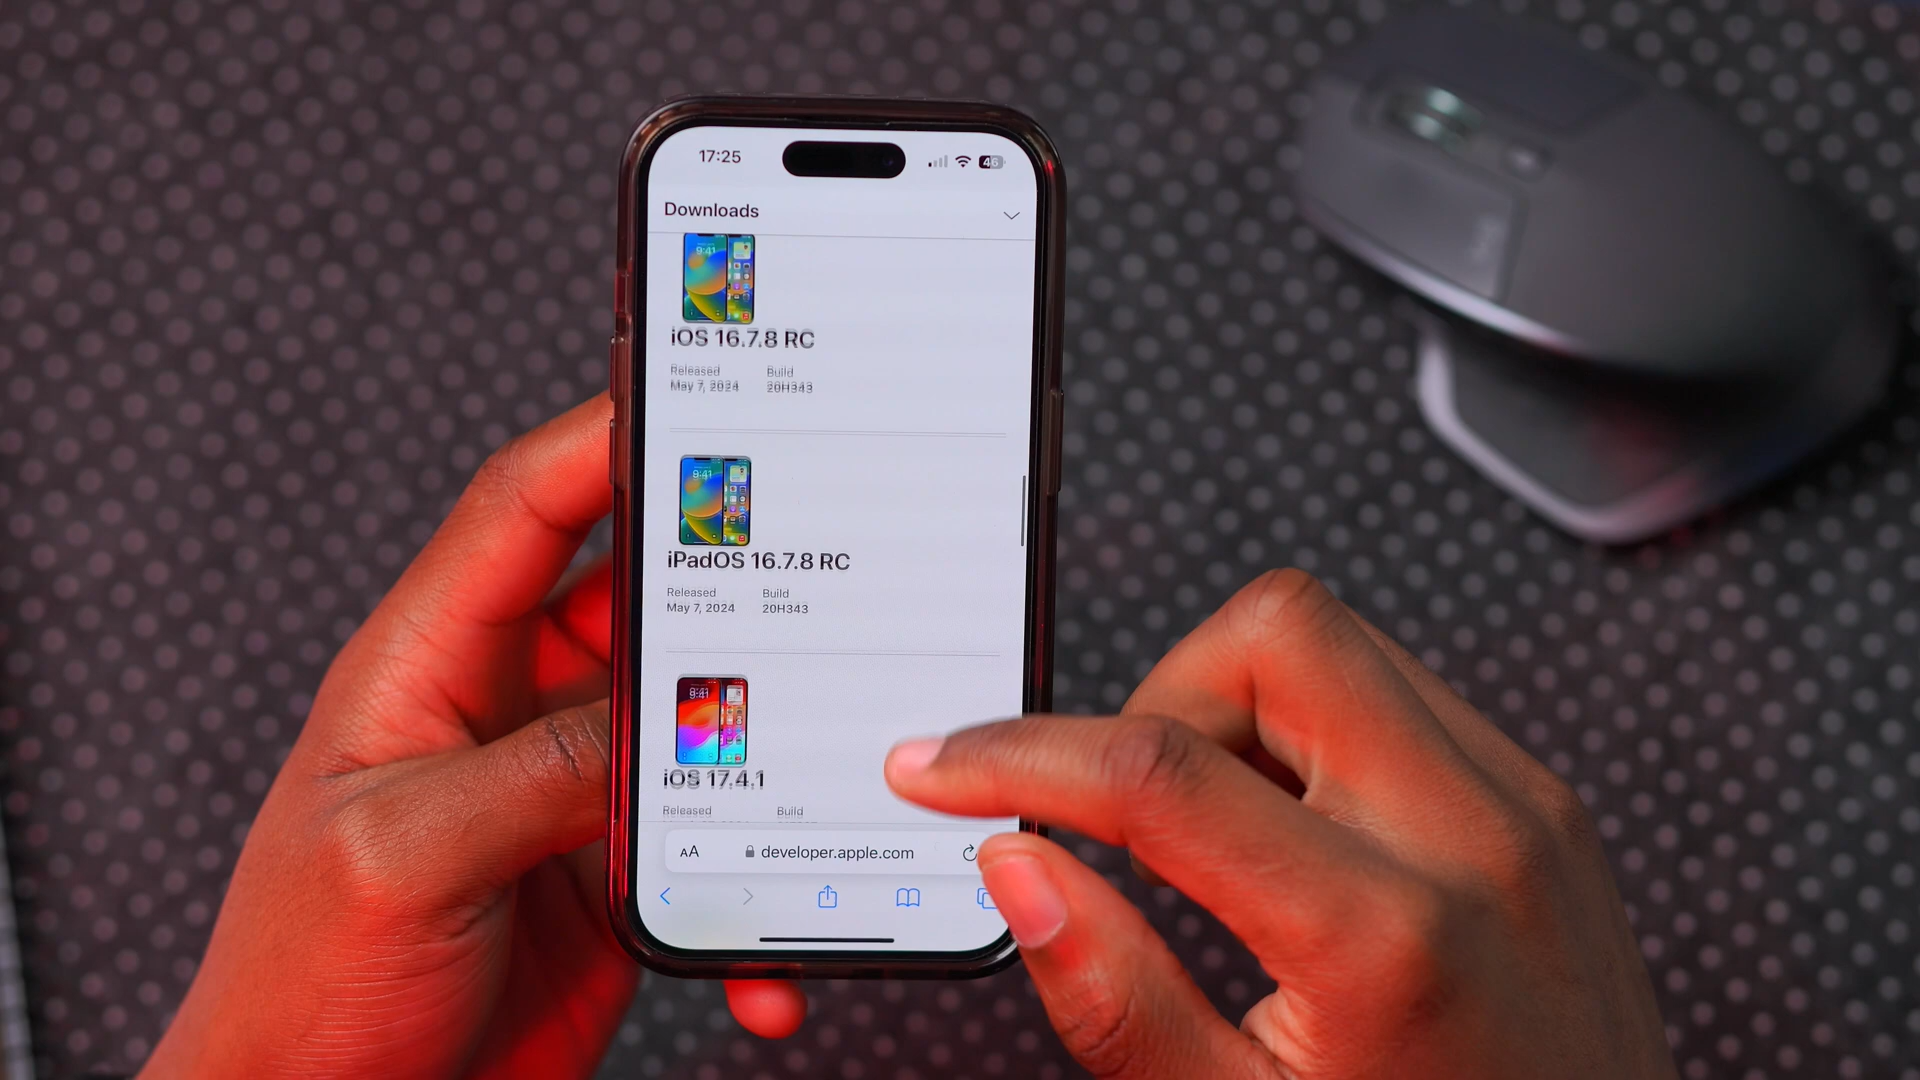 17:25
46
Downloads
9:41
iOS 16.7.8 RC
Released Build
May 7, 2024 20H343
9:41
iPadOS 16.7.8 RC
Released Build
May 7, 2024 20H343
9:41
iOS 17.4.1
Released Build
AA developer.apple.com